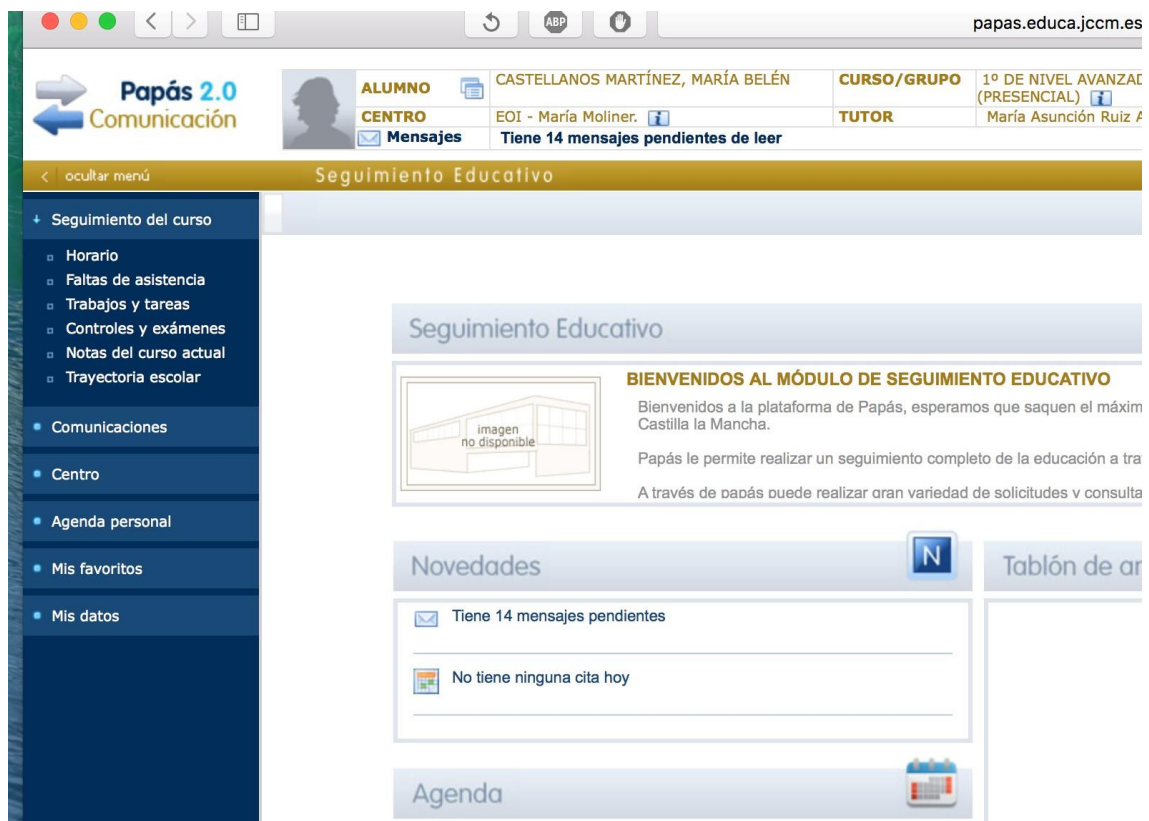 ABP
papas.educa.jccm.es
Papás 2.0
Comunicación
ALUMNO CASTELLANOS MARTÍNEZ, MARÍA BELÉN CURSO/GRUPO 1º DE NIVEL AVANZAD
(PRESENCIAL)
CENTRO EOI - María Moliner. TUTOR María Asunción Ruiz A
Mensajes Tiene 14 mensajes pendientes de leer
< ocultar menú
Seguimiento Educativo
Seguimiento del curso
Horario
Faltas de asistencia
Trabajos y tareas
Controles y exámenes
Notas del curso actual
Trayectoria escolar
Comunicaciones
Centro
Agenda personal
Mis favoritos
Mis datos
Seguimiento Educativo
imagen
no disponible
BIENVENIDOS AL MÓDULO DE SEGUIMIENTO EDUCATIVO
Bienvenidos a la plataforma de Papás, esperamos que saquen el máxim
Castilla la Mancha.
Papás le permite realizar un seguimiento completo de la educación a tra
A través de papás puede realizar gran variedad de solicitudes y consulta
Novedades N
Tiene 14 mensajes pendientes
No tiene ninguna cita hoy
Tablón de an
Agenda